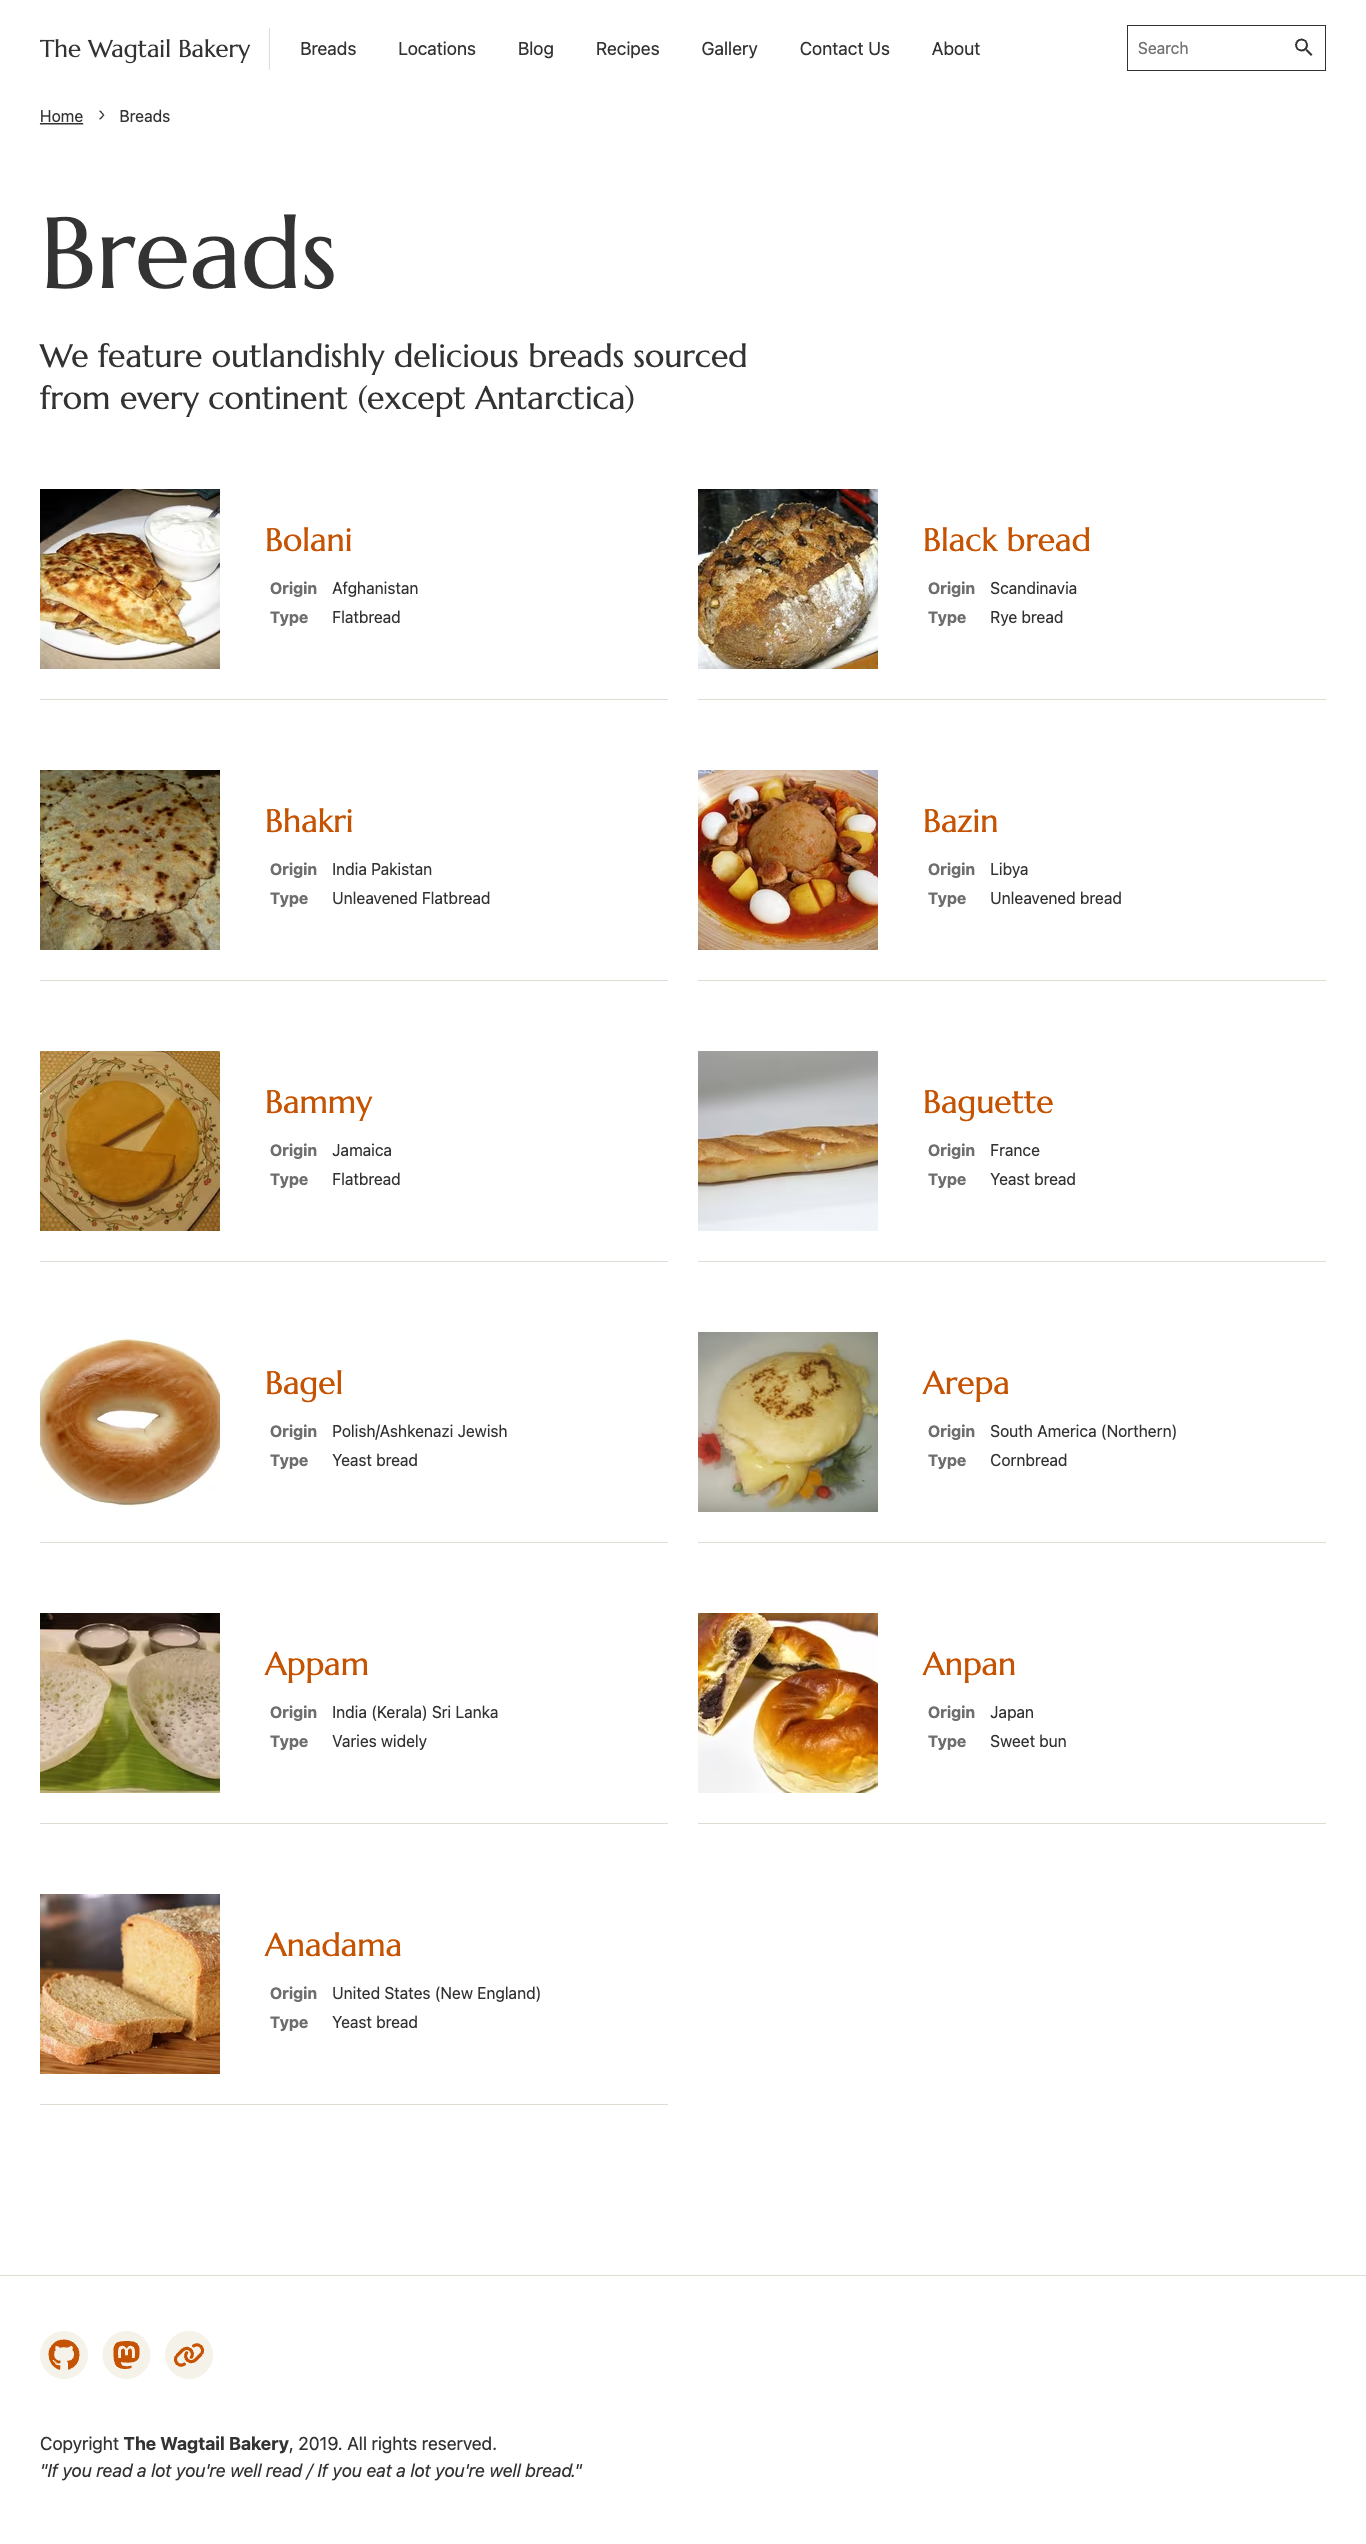 The Wagtail Bakery
Breads
Locations
Blog
Recipes
Gallery
Contact Us
About
Search
Home
Breads
Breads
We feature outlandishly delicious breads sourced
from every continent (except Antarctica)
Bolani
Origin Afghanistan
Type Flatbread
Black bread
Origin Scandinavia
Type Rye bread
Bhakri
Origin India Pakistan
Type Unleavened Flatbread
Bazin
Origin Libya
Type Unleavened bread
Bammy
Origin Jamaica
Type Flatbread
Baguette
Origin France
Type Yeast bread
Bagel
Origin Polish/Ashkenazi Jewish
Type Yeast bread
Arepa
Origin South America (Northern)
Type Cornbread
Appam
Origin India (Kerala) Sri Lanka
Type Varies widely
Anpan
Origin Japan
Type Sweet bun
Anadama
Origin United States (New England)
Type Yeast bread
Copyright The Wagtail Bakery, 2019. All rights reserved.
"If you read a lot you're well read / If you eat a lot you're well bread."